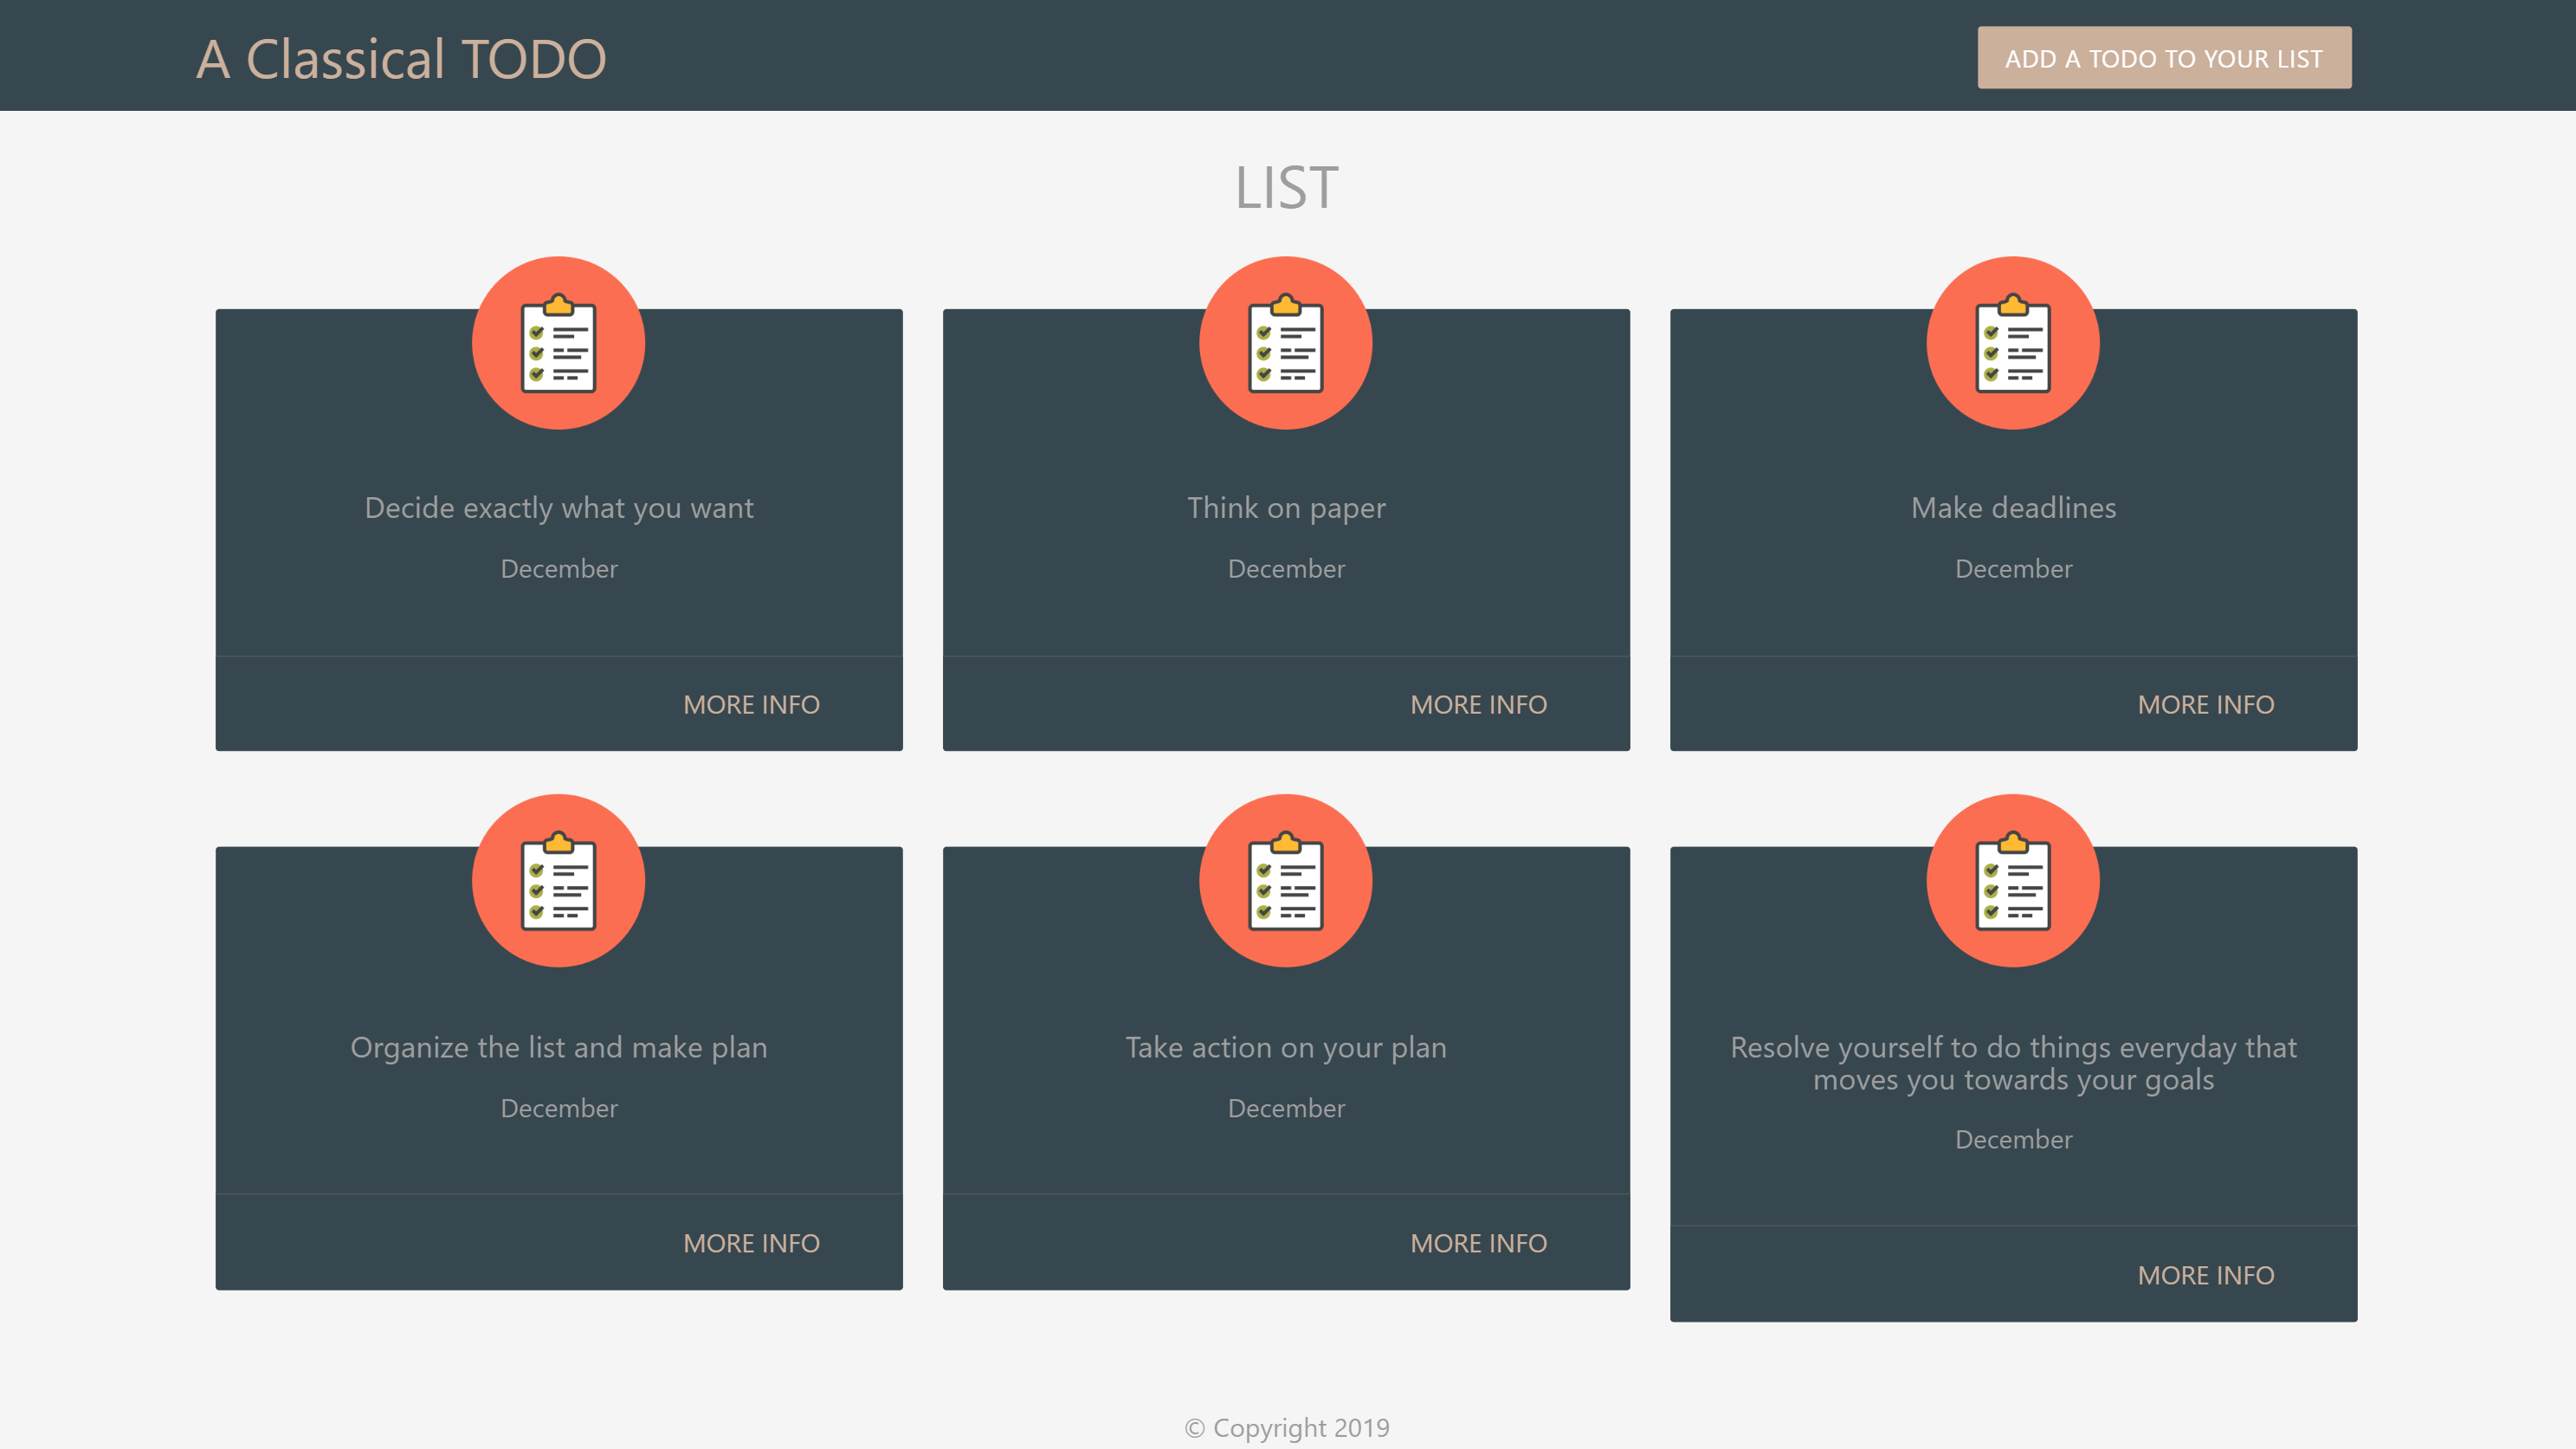 A Classical TODO
ADD A TODO TO YOUR LIST
LIST
Decide exactly what you want
December
MORE INFO
Think on paper
December
MORE INFO
Make deadlines
December
MORE INFO
Organize the list and make plan
December
MORE INFO
Take action on your plan
December
MORE INFO
Resolve yourself to do things everyday that
moves you towards your goals
December
MORE INFO
© Copyright 2019